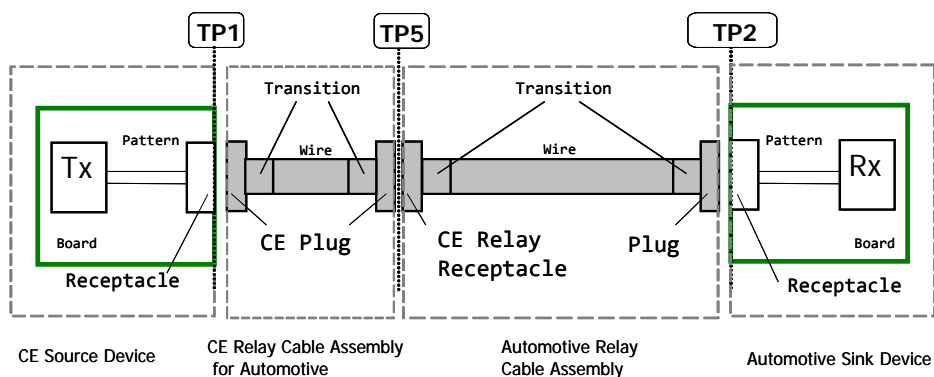 TP1
TP5
TP2
Transition
Transition
Pattern
Wire
Wire
Pattern
Tx
Rx
Board
CE Plug
CE Relay
Receptacle
Plug
Board
Receptacle
Receptacle
CE Source Device
CE Relay Cable Assembly
for Automotive
Automotive Relay
Cable Assembly
Automotive Sink Device